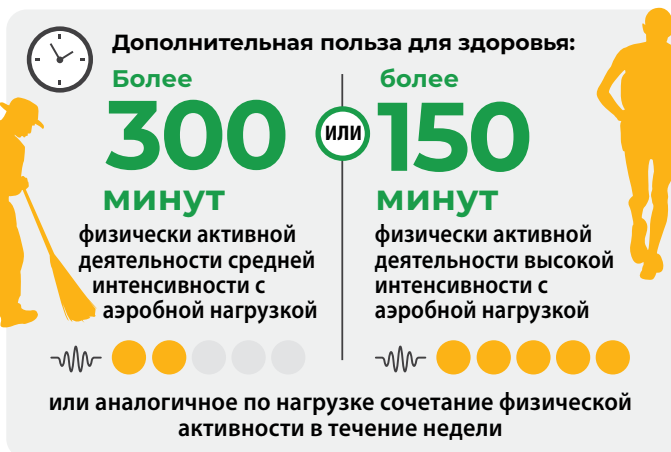 Дополнительная польза для здоровья:
Более
300
минут
физически активной
деятельности средней
интенсивности с
аэробной нагрузкой
или
более
150
минут
физически активной
деятельности высокой
интенсивности с
аэробной нагрузкой
или аналогичное по нагрузке сочетание физической
активности в течение недели